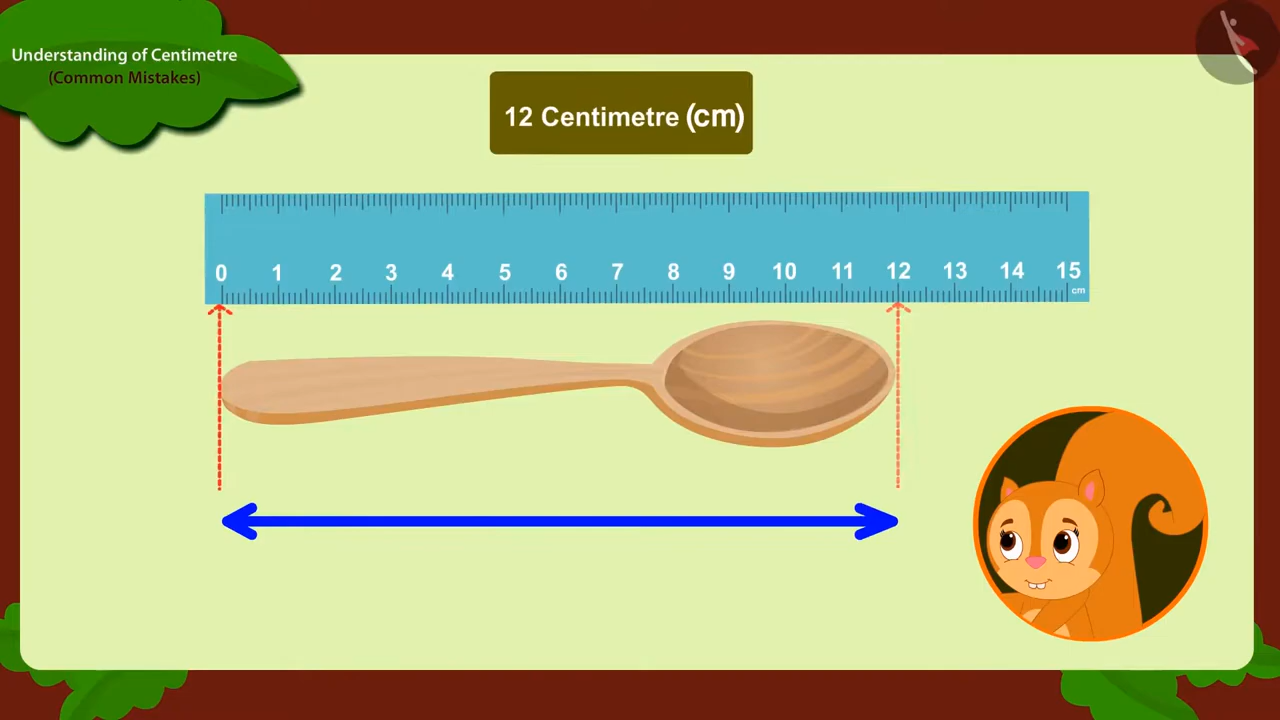 Understanding of Centimetre
(Common Mistakes)
12 Centimetre (cm)
0 1 2 3 4 5 6 7 8 9 10 11 12 13 14 15
cm